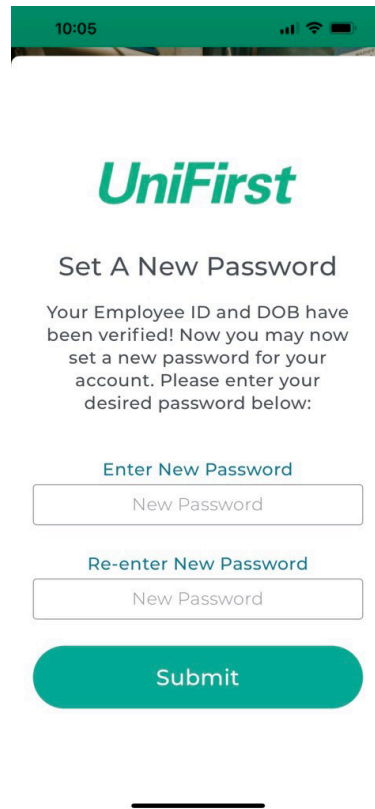 10:05
UniFirst
Set A New Password
Your Employee ID and DOB have
been verified! Now you may now
set a new password for your
account. Please enter your
desired password below:
Enter New Password
New Password
Re-enter New Password
New Password
Submit